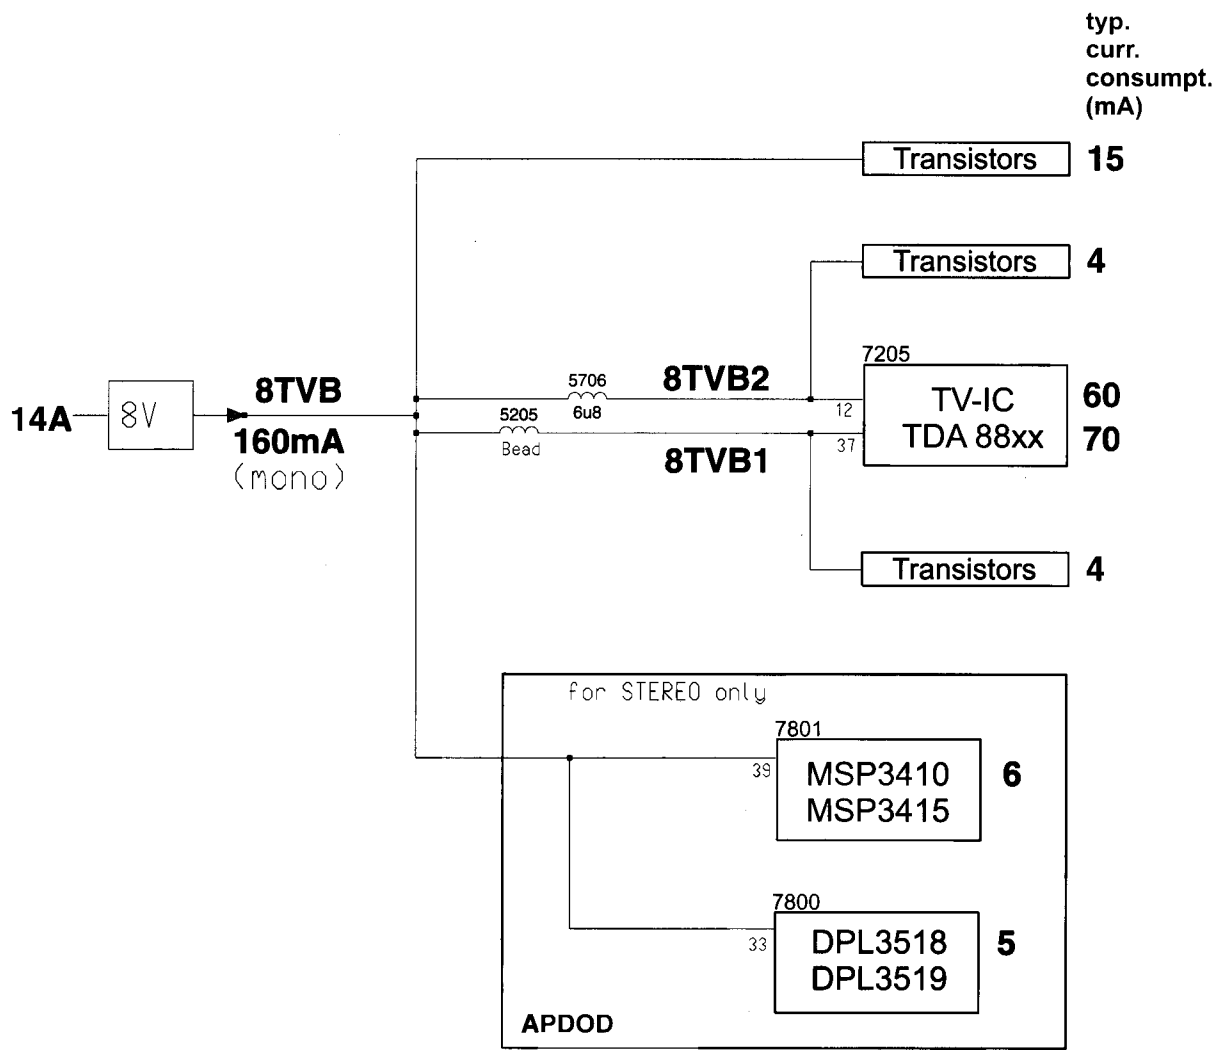 typ.
curr.
consumpt.
(mA)
Transistors 15
Transistors 4
7205
5706
8TVB2
8TVB
14A
8V
6u8
12
TV-IC 60
5205
160mA
TDA 88xx 70
37
Bead
8TVB1
(mono)
Transistors 4
for STEREO only
7801
39
MSP3410 6
MSP3415
7800
33
DPL3518 5
DPL3519
APDOD